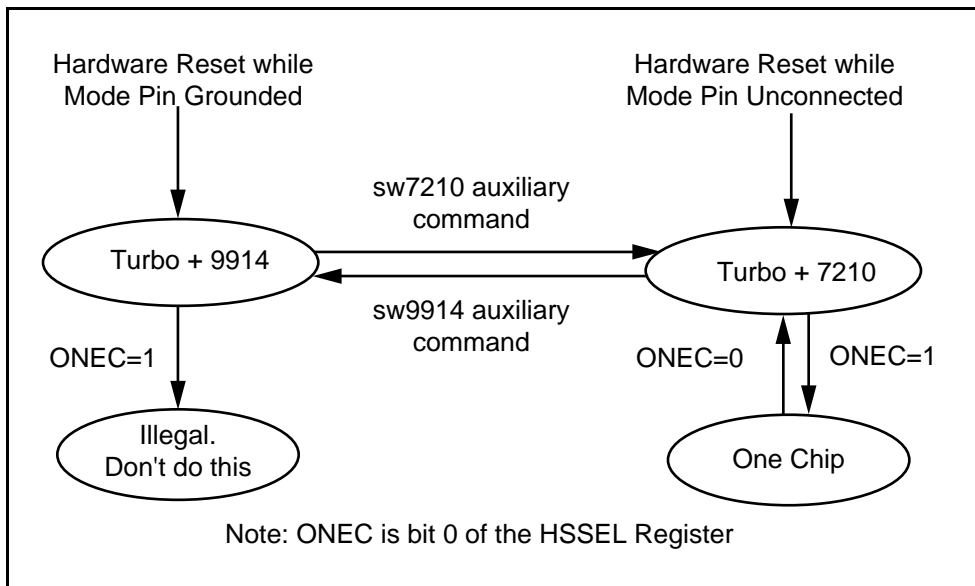 Hardware Reset while
Mode Pin Grounded
Hardware Reset while
Mode Pin Unconnected
sw7210 auxiliary
command
Turbo + 9914
Turbo + 7210
sw9914 auxiliary
command
ONEC=1
ONEC=0
ONEC=1
Illegal.
Don't do this
One Chip
Note: ONEC is bit 0 of the HSSEL Register